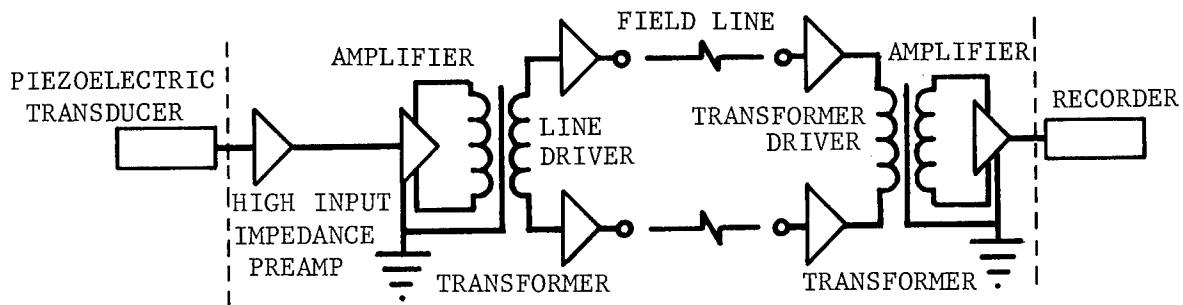 FIELD LINE
AMPLIFIER
AMPLIFIER
PIEZOELECTRIC
TRANSDUCER
RECORDER
LINE
DRIVER
TRANSFORMER
DRIVER
HIGH INPUT
IMPEDANCE
PREAMP
TRANSFORMER
TRANSFORMER